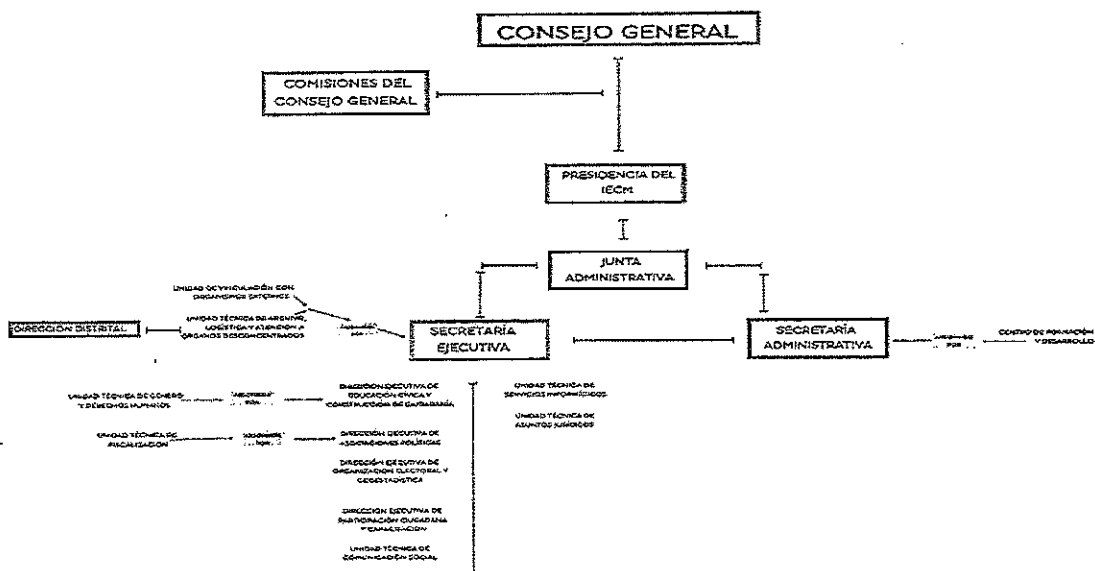 CONSEJO GENERAL
COMISIONES DEL
CONSEJO GENERAL
PRESIDENCIA DEL
IECM
JUNTA
ADMINISTRATIVA
UNIDAD DE VINCULACIÓN CON
ORGANISMOS EXTERNOS
DIRECCIÓN DISTRITAL
UNIDAD TÉCNICA DE ARCHIVO,
LOGÍSTICA Y ATENCIÓN A
ÓRGANOS DESCONCENTRADOS
SECRETARÍA
EJECUTIVA
SECRETARÍA
ADMINISTRATIVA
CENTRO DE FORMACIÓN
Y DESARROLLO
UNIDAD TÉCNICA DE GÉNERO
Y DERECHOS HUMANOS
DIRECCIÓN EJECUTIVA DE
EDUCACIÓN CÍVICA Y
CONSTRUCCIÓN DE CIUDADANÍA
UNIDAD TÉCNICA DE
SERVICIOS INFORMÁTICOS
UNIDAD TÉCNICA DE
ASUNTOS JURÍDICOS
UNIDAD TÉCNICA DE
FISCALIZACIÓN
DIRECCIÓN EJECUTIVA DE
ASOCIACIONES POLÍTICAS
DIRECCIÓN EJECUTIVA DE
ORGANIZACIÓN ELECTORAL Y
GEOESTADÍSTICA
DIRECCIÓN EJECUTIVA DE
PARTICIPACIÓN CIUDADANA
Y CAPACITACIÓN
UNIDAD TÉCNICA DE
COMUNICACIÓN SOCIAL